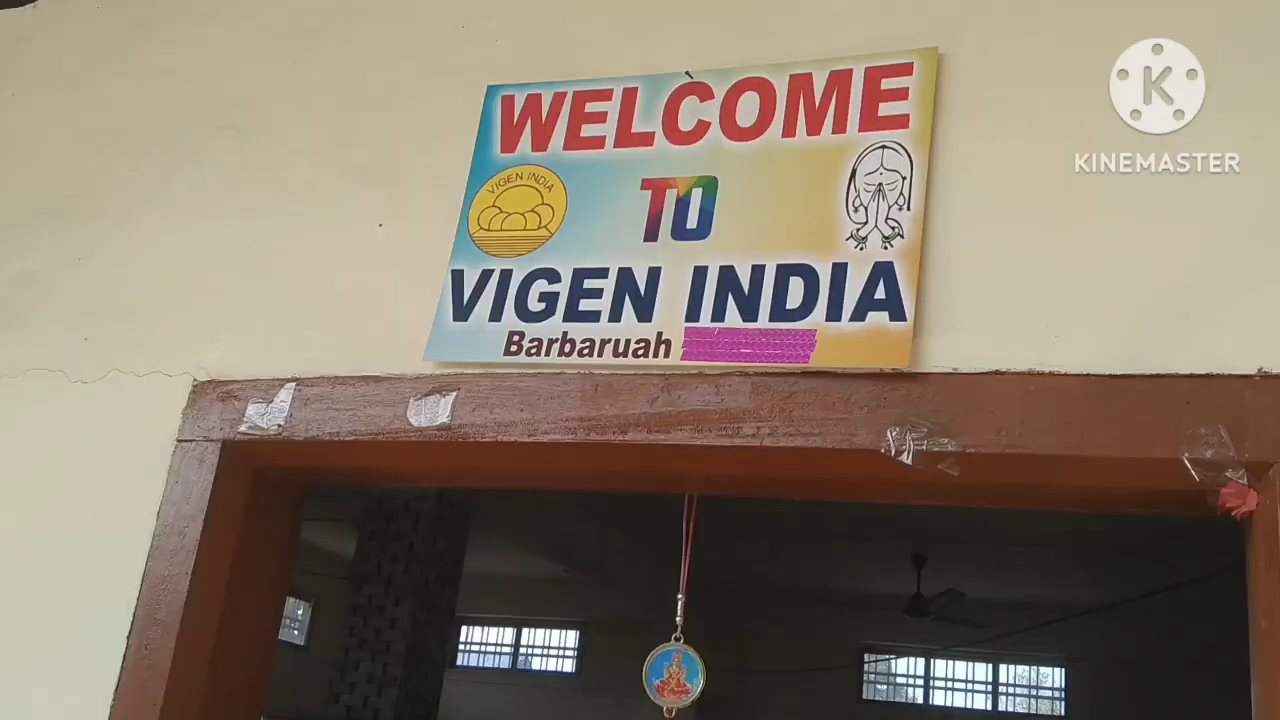 WELCOME
VIGEN INDIA
TO
VIGEN INDIA
Barbaruah
K
KINEMASTER